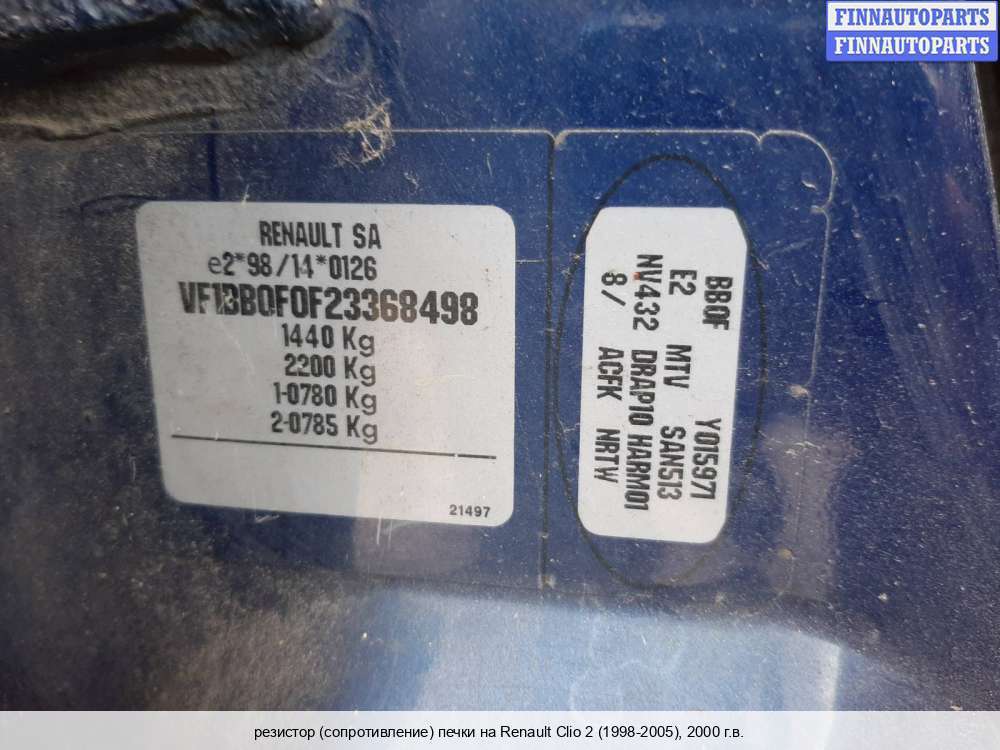 FINNAUTOPARTS
FINNAUTOPARTS
RENAULT SA
e2*98/14*0126
VF1BB0F0F23368498
1440 Kg
2200 Kg
1-0780 Kg
2-0785 Kg
21497
BB0F Y015971
E2 MTV SAN513
NV432 DRAP10 HARM01
8/ ACFK NRTW
резистор (сопротивление) печки на Renault Clio 2 (1998-2005), 2000 г.в.